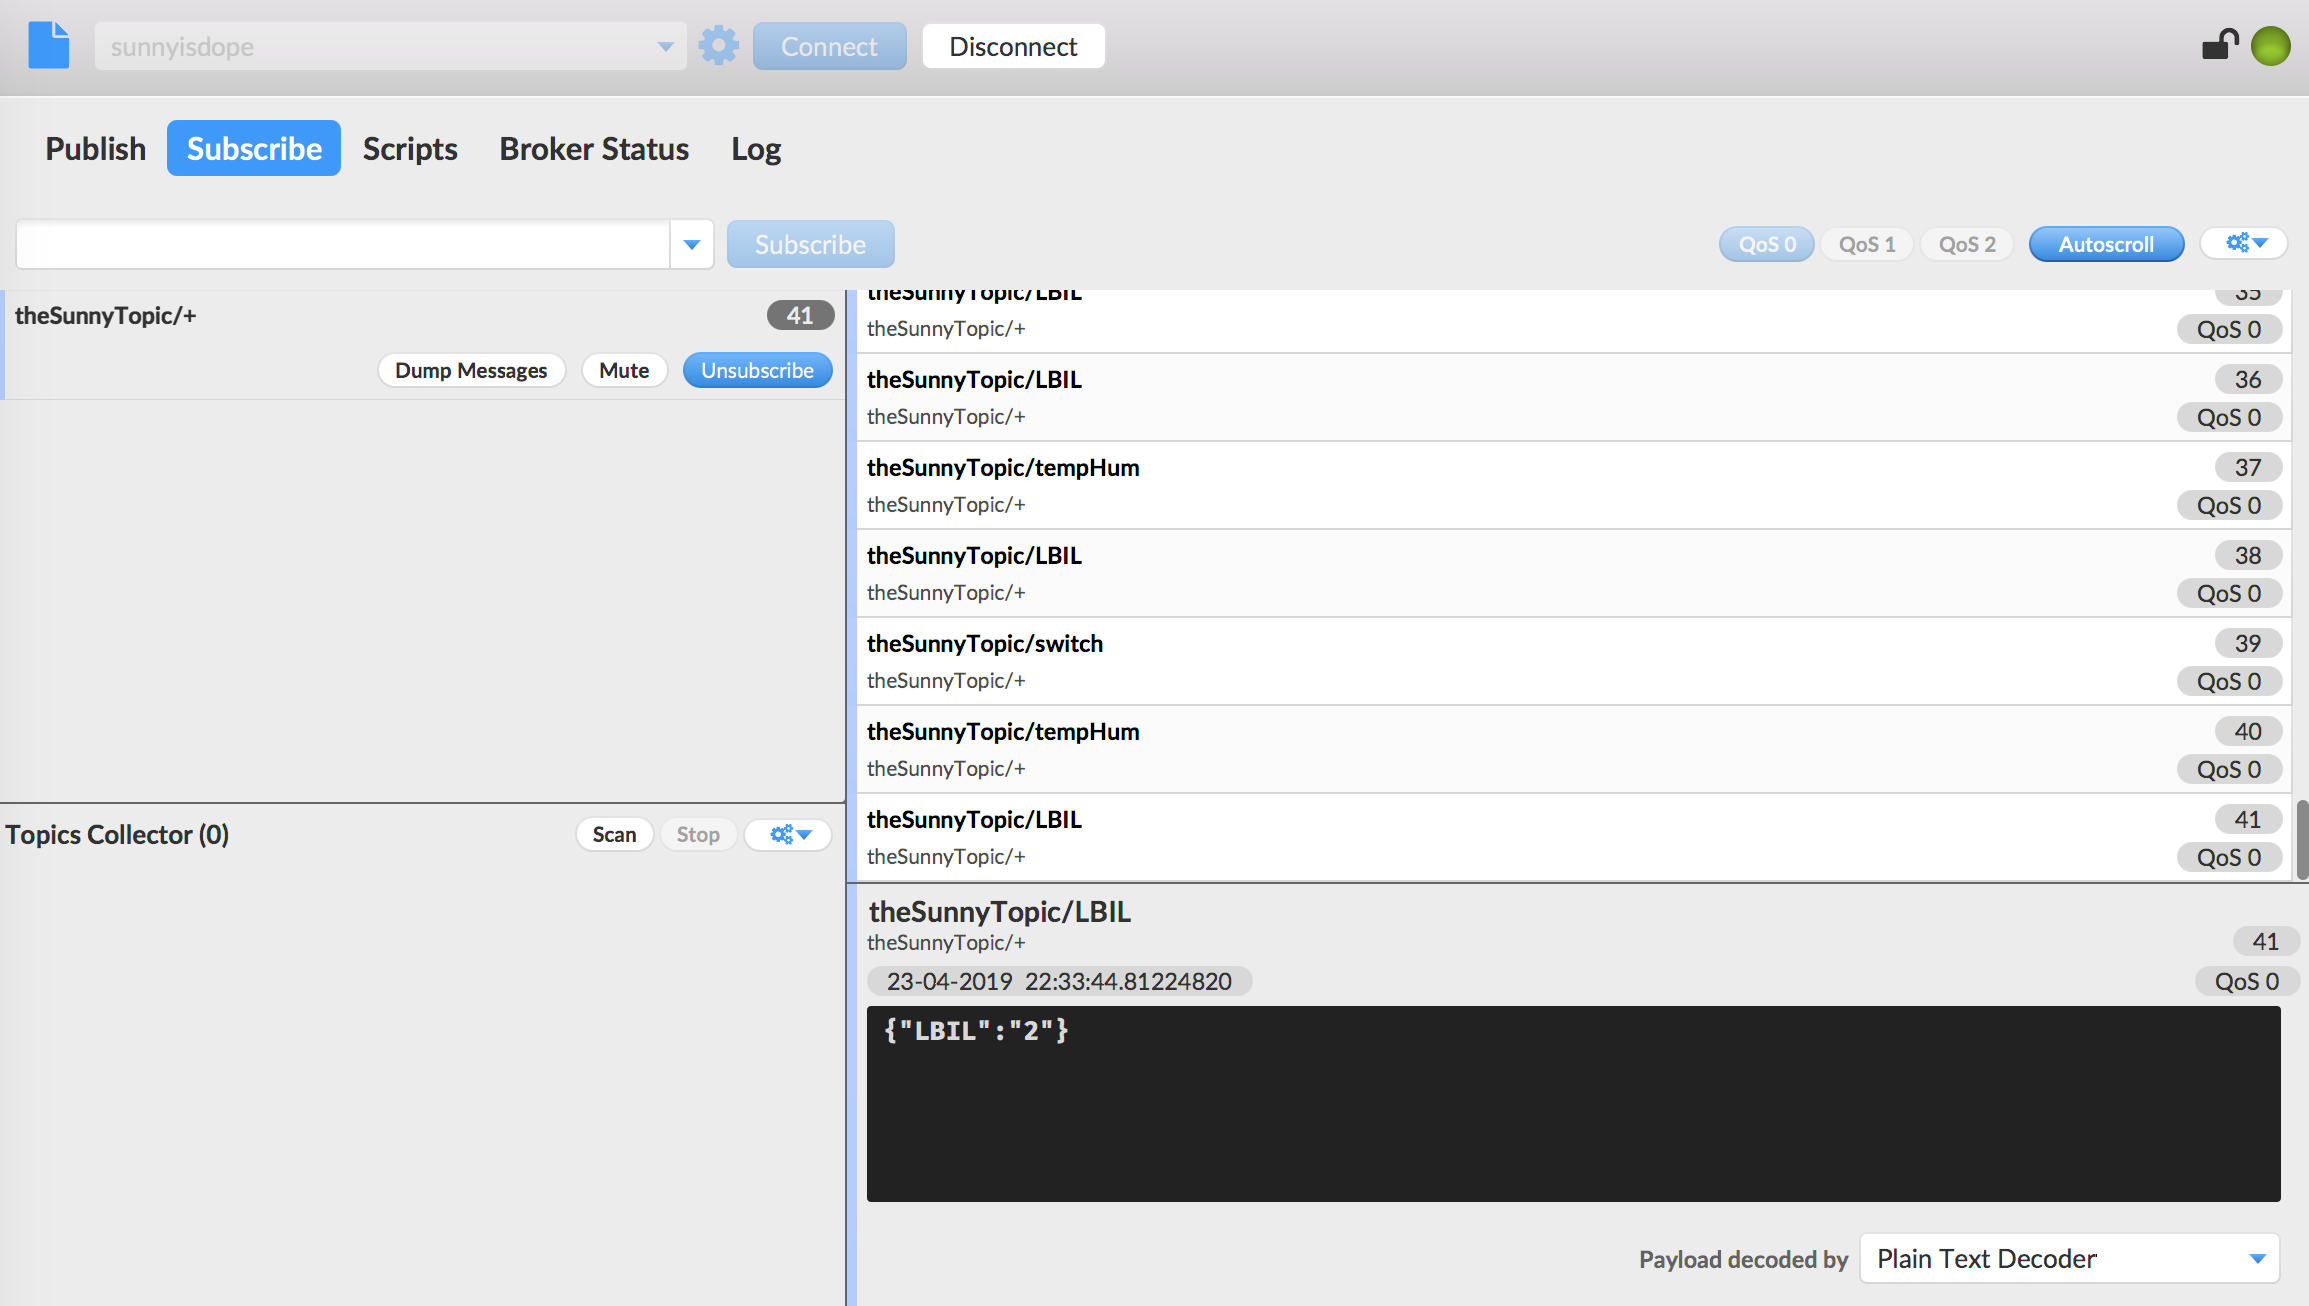 sunnyisdope Connect Disconnect
Publish Subscribe Scripts Broker Status Log
Subscribe QoS 0 QoS 1 QoS 2 Autoscroll
theSunnyTopic/+ 41
Dump Messages Mute Unsubscribe
Topics Collector (0) Scan Stop
theSunnyTopic/LBIL 35
theSunnyTopic/+ QoS 0
theSunnyTopic/LBIL 36
theSunnyTopic/+ QoS 0
theSunnyTopic/tempHum 37
theSunnyTopic/+ QoS 0
theSunnyTopic/LBIL 38
theSunnyTopic/+ QoS 0
theSunnyTopic/switch 39
theSunnyTopic/+ QoS 0
theSunnyTopic/tempHum 40
theSunnyTopic/+ QoS 0
theSunnyTopic/LBIL 41
theSunnyTopic/+ QoS 0
theSunnyTopic/LBIL
theSunnyTopic/+ 41
23-04-2019 22:33:44.81224820 QoS 0
{"LBIL":"2"}
Payload decoded by Plain Text Decoder